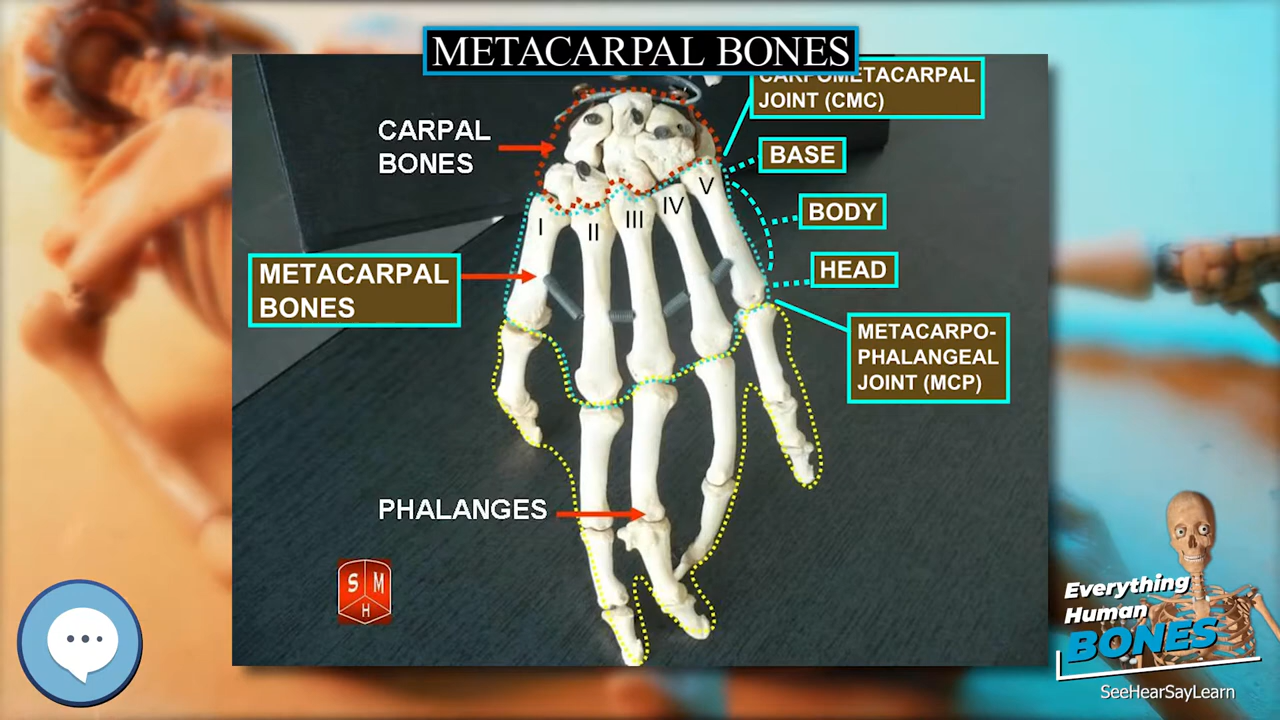 METACARPAL BONES
CARPOMETACARPAL
JOINT (CMC)
CARPAL
BONES
BASE
V
IV
III
II
I
BODY
METACARPAL
BONES
HEAD
METACARPO-
PHALANGEAL
JOINT (MCP)
PHALANGES
S M
H
Everything
Human
BONES
SeeHearSayLearn